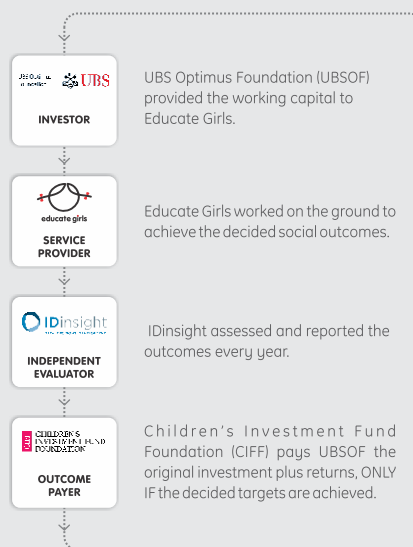 UBS
INVESTOR
UBS Optimus Foundation (UBSOF)
provided the working capital to
Educate Girls.
educate girls
SERVICE
PROVIDER
Educate Girls worked on the ground to
achieve the decided social outcomes.
IDinsight
INDEPENDENT
EVALUATOR
IDinsight assessed and reported the
outcomes every year.
CHILDREN'S
INVESTMENT FUND
FOUNDATION
OUTCOME
PAYER
Children's Investment Fund
Foundation (CIFF) pays UBSOF the
original investment plus returns, ONLY
IF the decided targets are achieved.